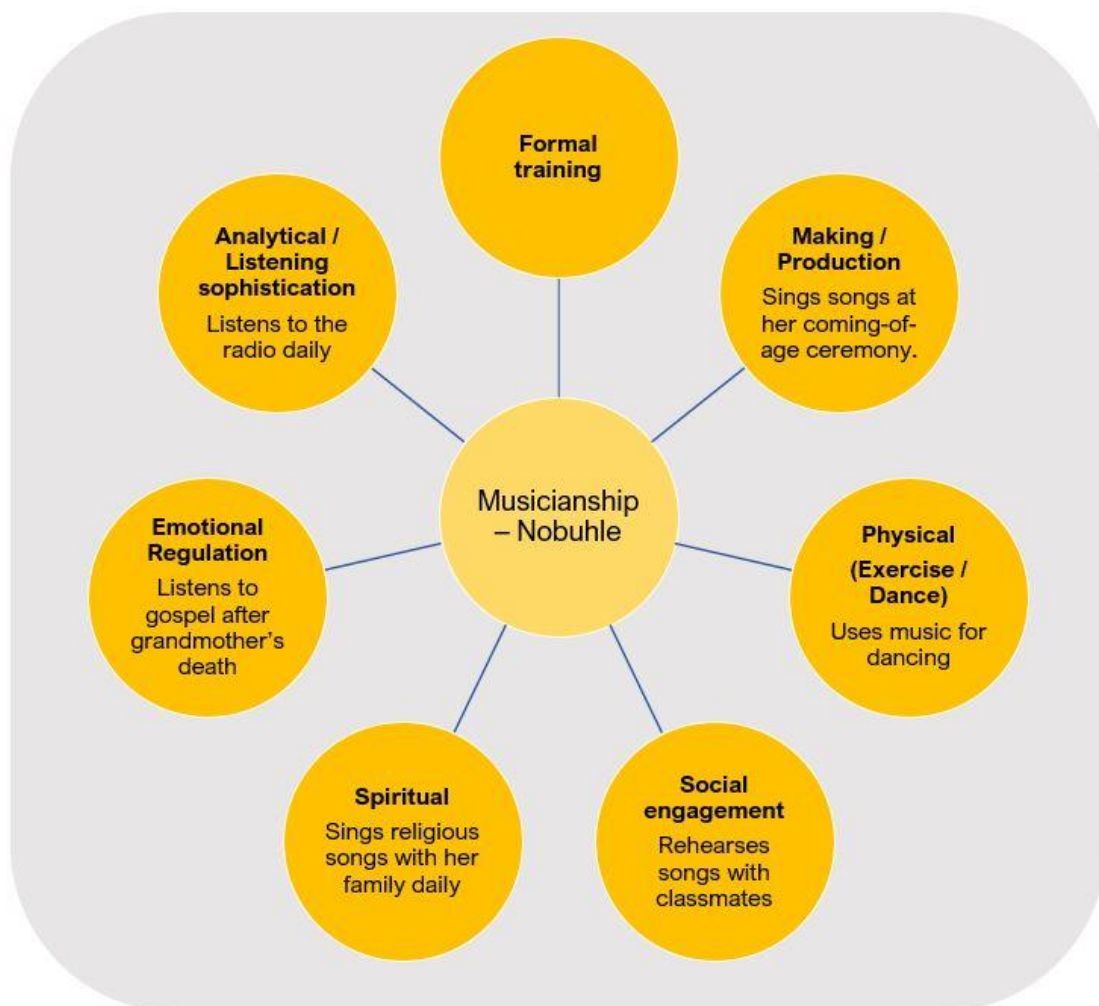 Formal
training
Making /
Production
Sings songs at
her coming-of-
age ceremony.
Physical
(Exercise /
Dance)
Uses music for
dancing
Social
engagement
Rehearses
songs with
classmates
Spiritual
Sings religious
songs with her
family daily
Emotional
Regulation
Listens to
gospel after
grandmother’s
death
Analytical /
Listening
sophistication
Listens to the
radio daily
Musicianship
– Nobuhle